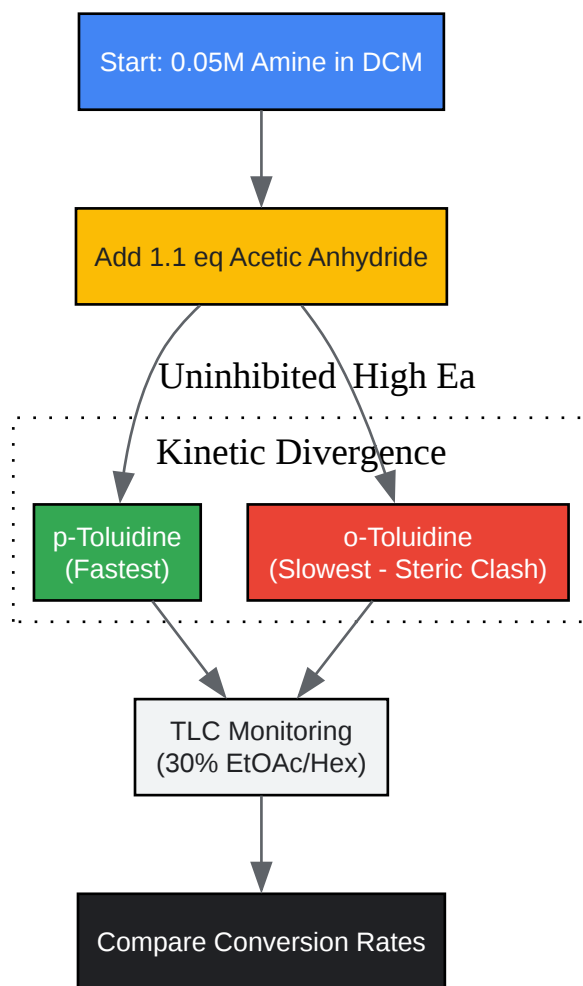 Start: 0.05M Amine in DCM
Add 1.1 eq Acetic Anhydride
Uninhibited
High Ea
Kinetic Divergence
p-Toluidine
(Fastest)
o-Toluidine
(Slowest - Steric Clash)
TLC Monitoring
(30% EtOAc/Hex)
Compare Conversion Rates